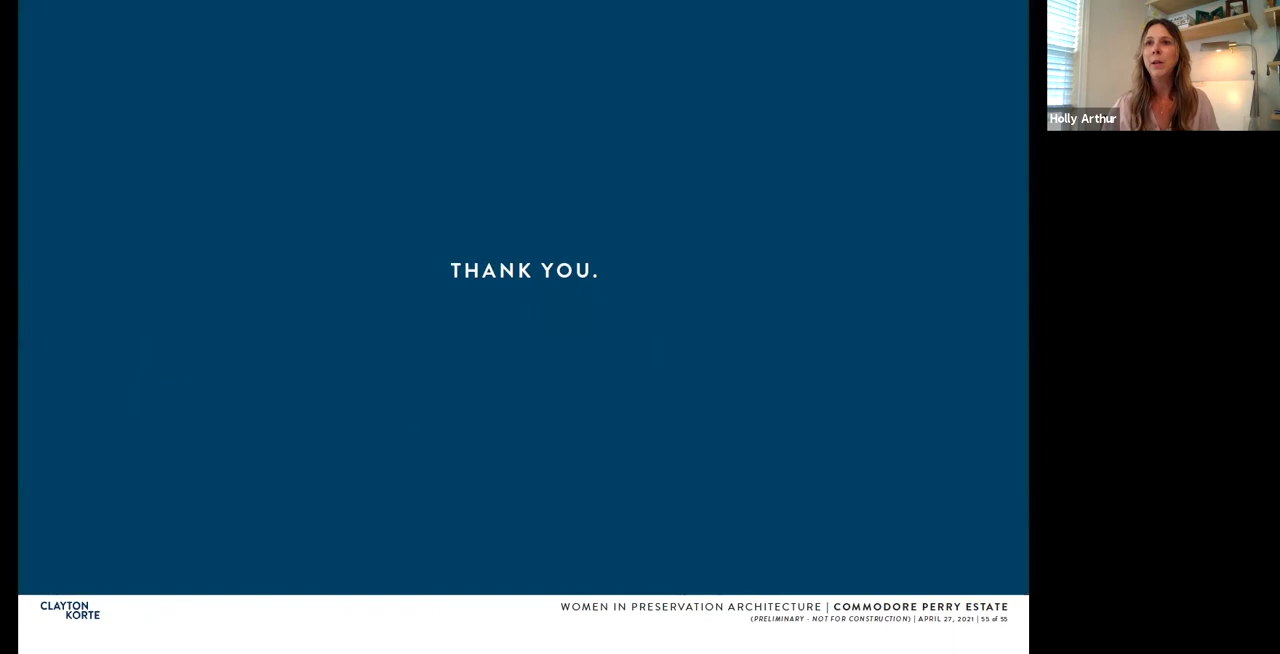 THANK YOU.
Holly Arthur
CLAYTON
KORTE
WOMEN IN PRESERVATION ARCHITECTURE | COMMODORE PERRY ESTATE
(PRELIMINARY - NOT FOR CONSTRUCTION) | APRIL 27, 2021 | 55 of 55